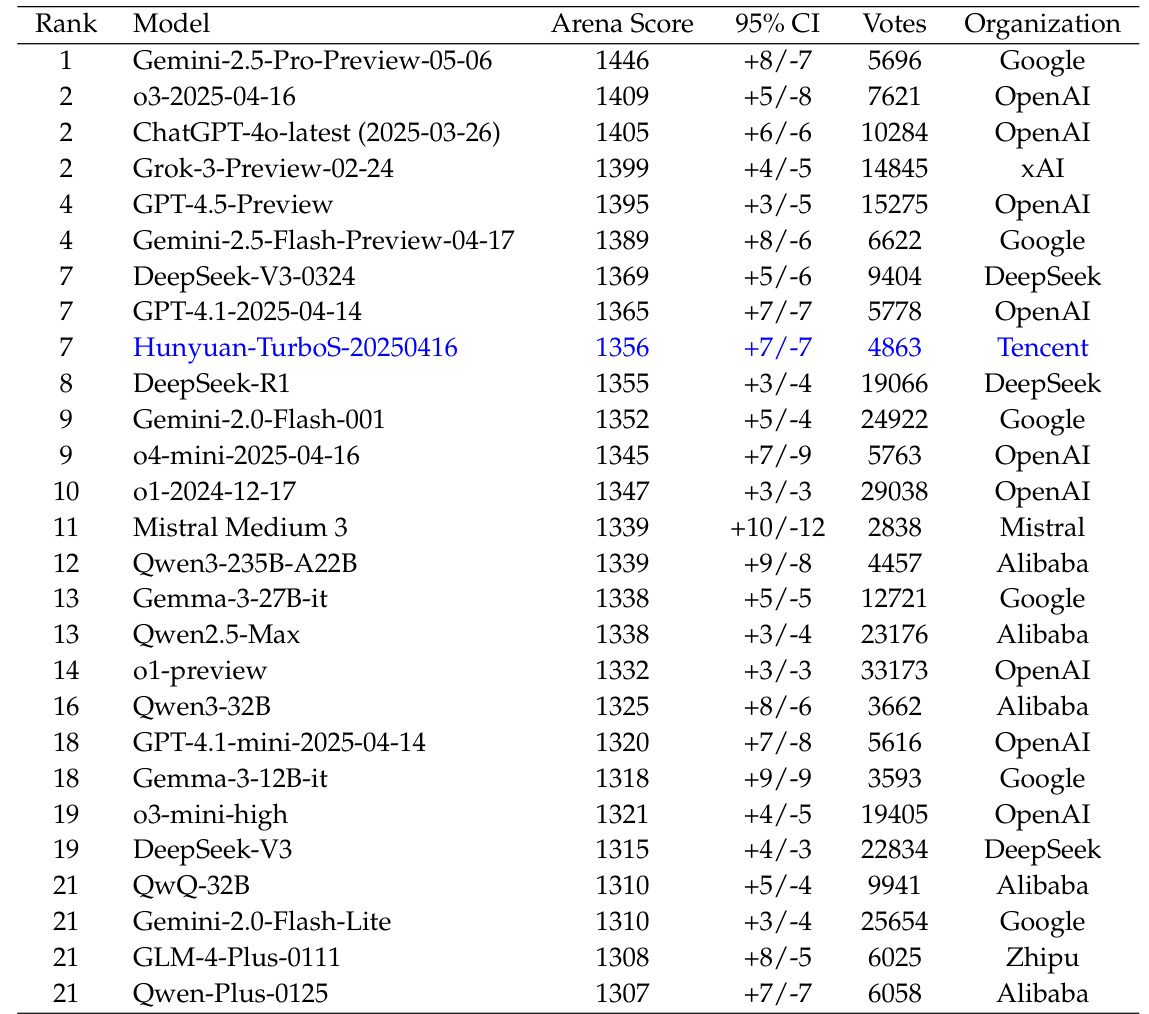 Rank Model Arena Score 95% CI Votes Organization
1 Gemini-2.5-Pro-Preview-05-06 1446 +8/-7 5696 Google
2 o3-2025-04-16 1409 +5/-8 7621 OpenAI
2 ChatGPT-4o-latest (2025-03-26) 1405 +6/-6 10284 OpenAI
2 Grok-3-Preview-02-24 1399 +4/-5 14845 xAI
4 GPT-4.5-Preview 1395 +3/-5 15275 OpenAI
4 Gemini-2.5-Flash-Preview-04-17 1389 +8/-6 6622 Google
7 DeepSeek-V3-0324 1369 +5/-6 9404 DeepSeek
7 GPT-4.1-2025-04-14 1365 +7/-7 5778 OpenAI
7 Hunyuan-TurboS-20250416 1356 +7/-7 4863 Tencent
8 DeepSeek-R1 1355 +3/-4 19066 DeepSeek
9 Gemini-2.0-Flash-001 1352 +5/-4 24922 Google
9 o4-mini-2025-04-16 1345 +7/-9 5763 OpenAI
10 o1-2024-12-17 1347 +3/-3 29038 OpenAI
11 Mistral Medium 3 1339 +10/-12 2838 Mistral
12 Qwen3-235B-A22B 1339 +9/-8 4457 Alibaba
13 Gemma-3-27B-it 1338 +5/-5 12721 Google
13 Qwen2.5-Max 1338 +3/-4 23176 Alibaba
14 o1-preview 1332 +3/-3 33173 OpenAI
16 Qwen3-32B 1325 +8/-6 3662 Alibaba
18 GPT-4.1-mini-2025-04-14 1320 +7/-8 5616 OpenAI
18 Gemma-3-12B-it 1318 +9/-9 3593 Google
19 o3-mini-high 1321 +4/-5 19405 OpenAI
19 DeepSeek-V3 1315 +4/-3 22834 DeepSeek
21 QwQ-32B 1310 +5/-4 9941 Alibaba
21 Gemini-2.0-Flash-Lite 1310 +3/-4 25654 Google
21 GLM-4-Plus-0111 1308 +8/-5 6025 Zhipu
21 Qwen-Plus-0125 1307 +7/-7 6058 Alibaba